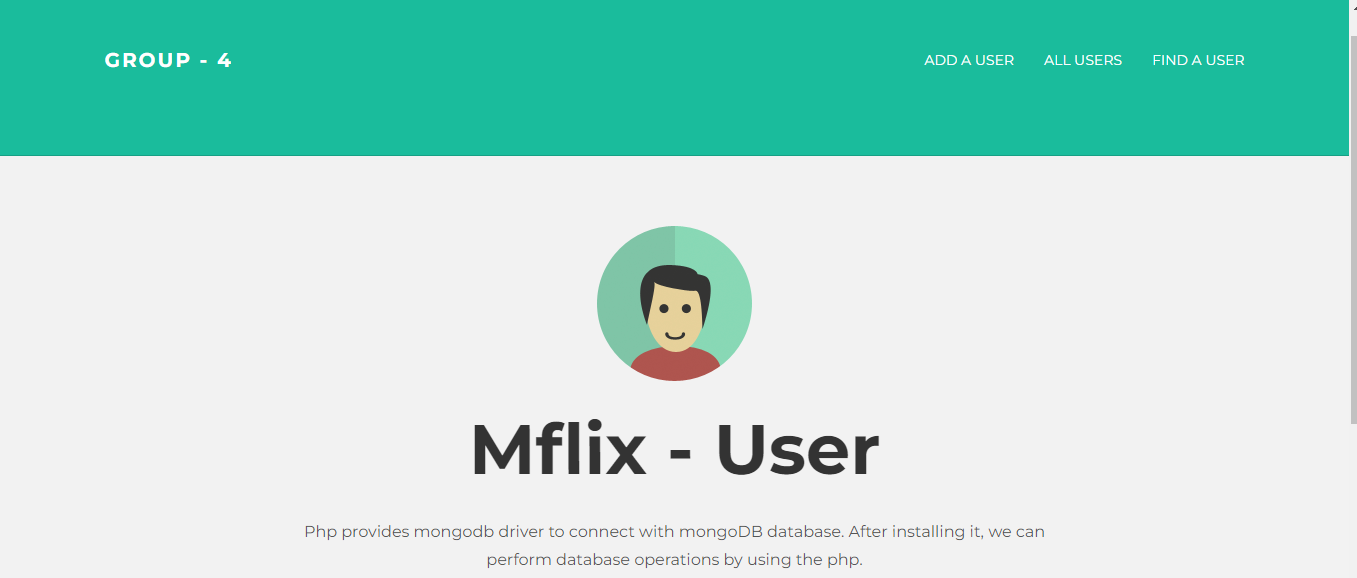 GROUP - 4
ADD A USER
ALL USERS
FIND A USER
Mflix - User
Php provides mongodb driver to connect with mongoDB database. After installing it, we can
perform database operations by using the php.